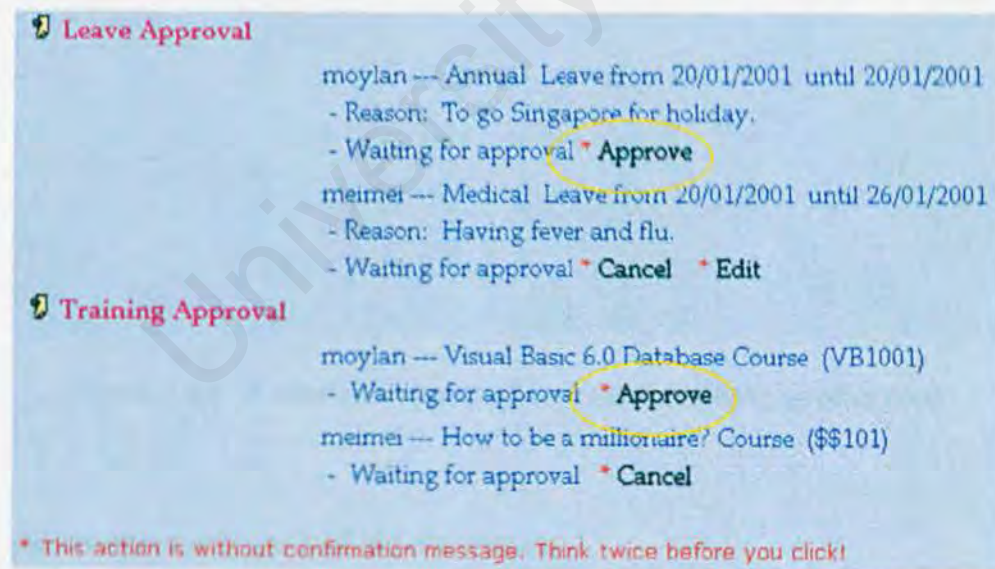 Leave Approval
moylan --- Annual Leave from 20/01/2001 until 20/01/2001
- Reason: To go Singapore for holiday.
- Waiting for approval * Approve
meimei --- Medical Leave from 20/01/2001 until 26/01/2001
- Reason: Having fever and flu.
- Waiting for approval * Cancel * Edit
Training Approval
moylan --- Visual Basic 6.0 Database Course (VB1001)
- Waiting for approval * Approve
meimei --- How to be a millionaire? Course ($$101)
- Waiting for approval * Cancel
* This action is without confirmation message. Think twice before you click!
University